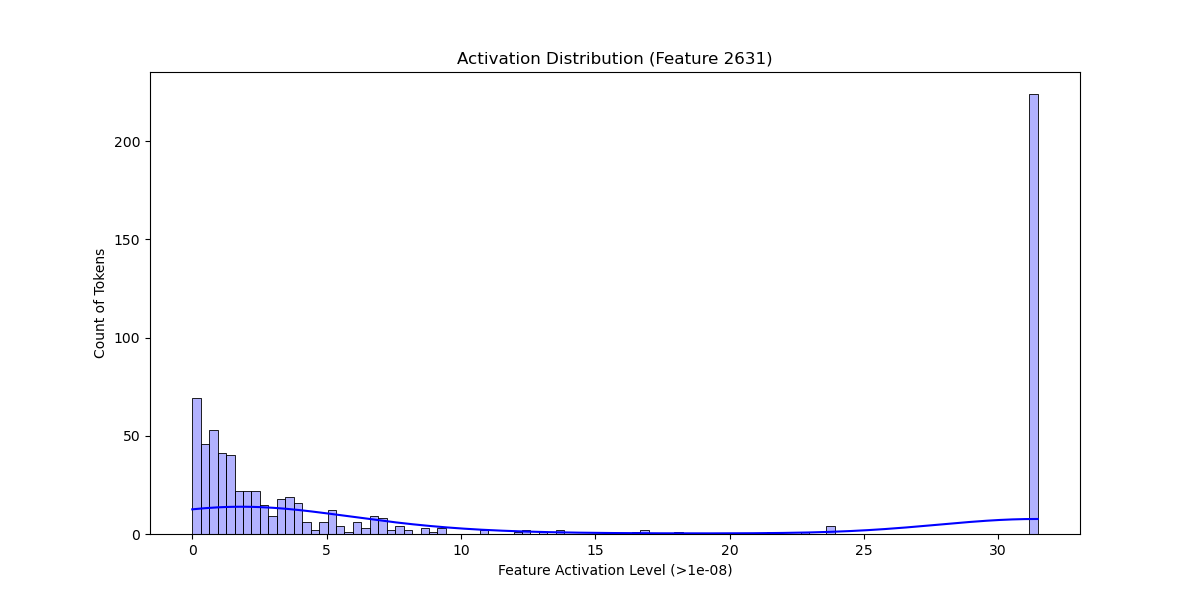 Activation Distribution (Feature 2631)
200
150
100
50
0
Count of Tokens
0 5 10 15 20 25 30
Feature Activation Level (>1e-08)